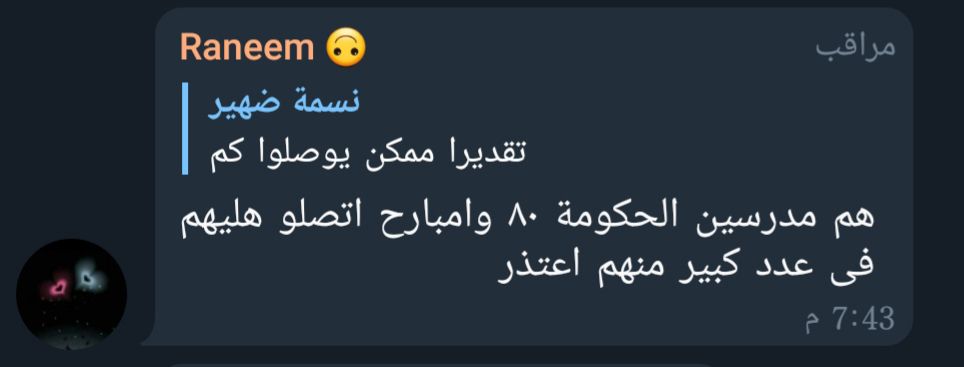 Raneem 🙃 مراقب
نسمة ضهير
تقديرا ممكن يوصلوا كم
هم مدرسين الحكومة ٨٠ وامبارح اتصلو هليهم
فى عدد كبير منهم اعتذر
7:43 م